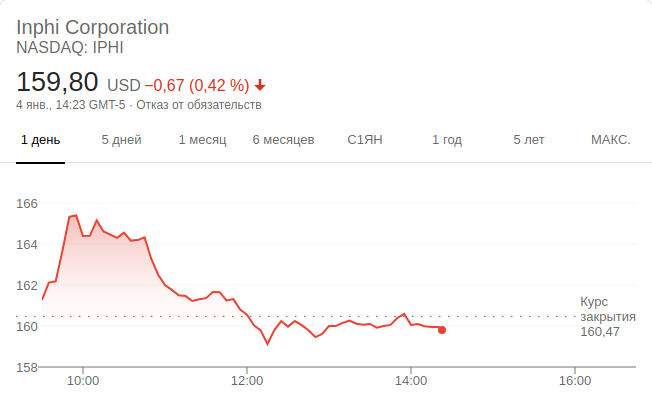 Inphi Corporation
NASDAQ: IPHI
159,80 USD −0,67 (0,42 %)
4 янв., 14:23 GMT-5 · Отказ от обязательств
1 день 5 дней 1 месяц 6 месяцев С1ЯН 1 год 5 лет МАКС.
166
164
162
Курс
закрытия
160,47
160
158
10:00 12:00 14:00 16:00